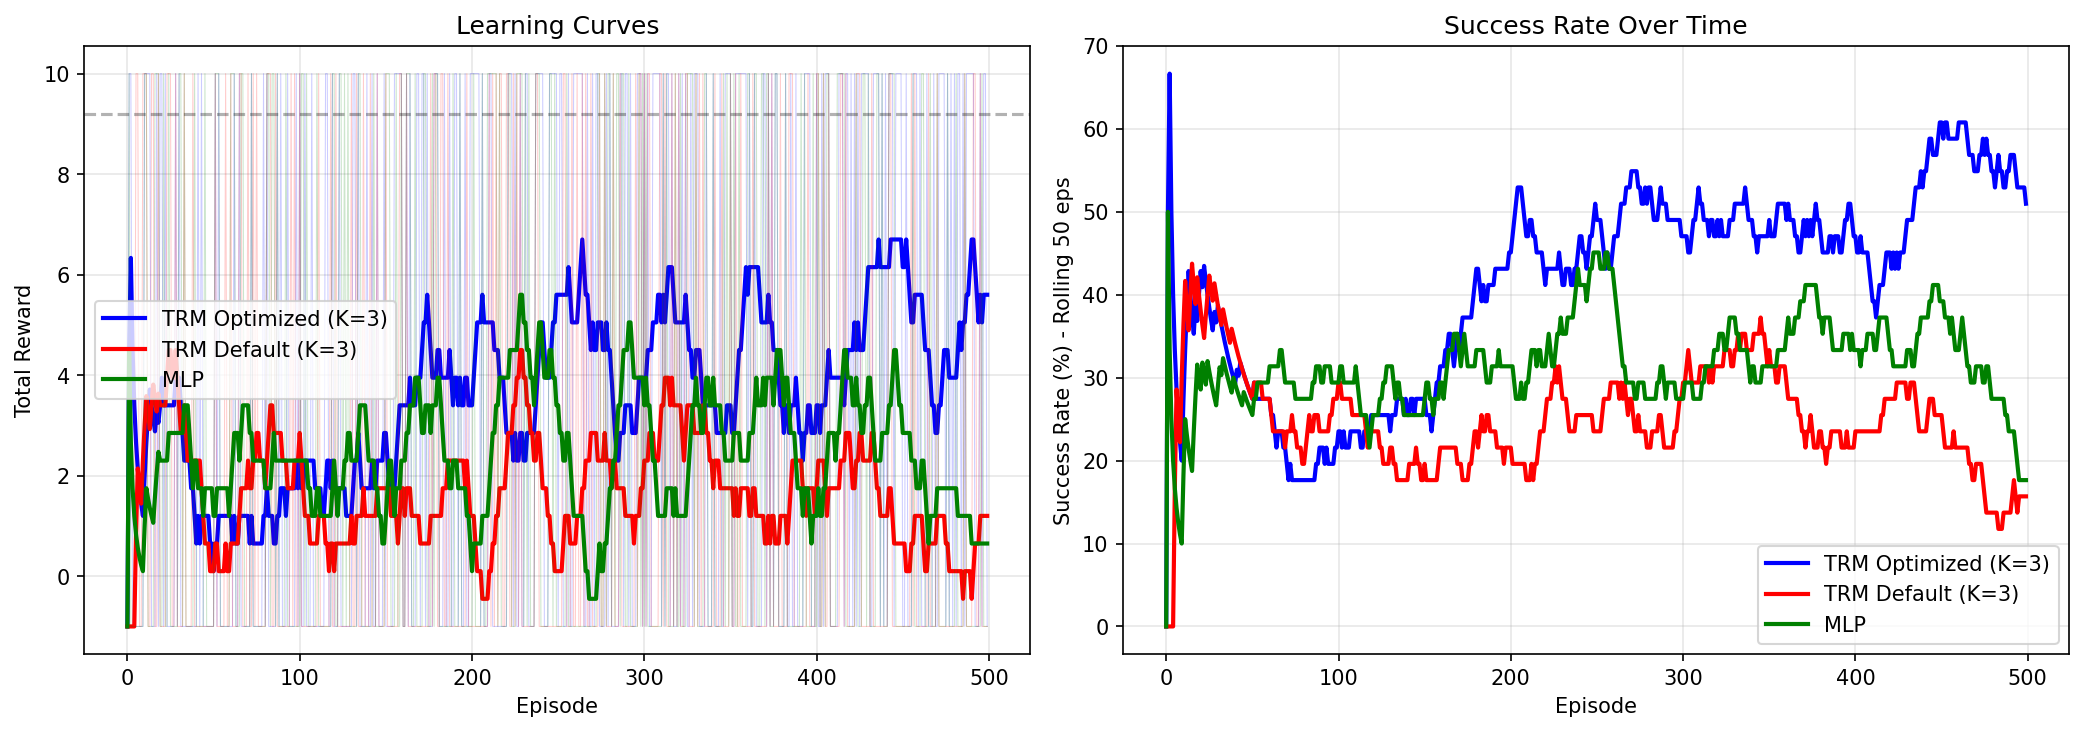 Learning Curves
Total Reward
10
8
6
4
2
0
TRM Optimized (K=3)
TRM Default (K=3)
MLP
0 100 200 300 400 500
Episode
Success Rate Over Time
Success Rate (%) - Rolling 50 eps
70
60
50
40
30
20
10
0
TRM Optimized (K=3)
TRM Default (K=3)
MLP
0 100 200 300 400 500
Episode